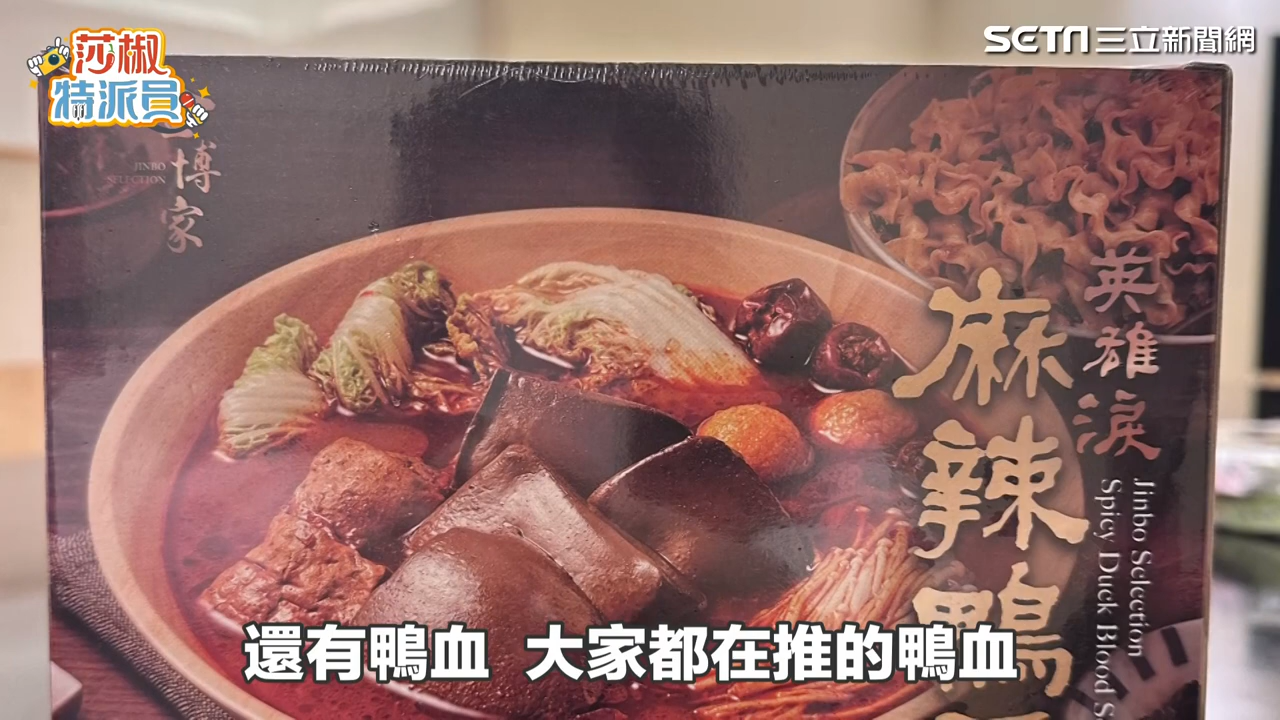 莎椒
特派員
SETN三立新聞網
博家
JINBO
SELECTION
英雄淚
麻辣鴨
Jinbo Selection
Spicy Duck Blood S
還有鴨血 大家都在推的鴨血